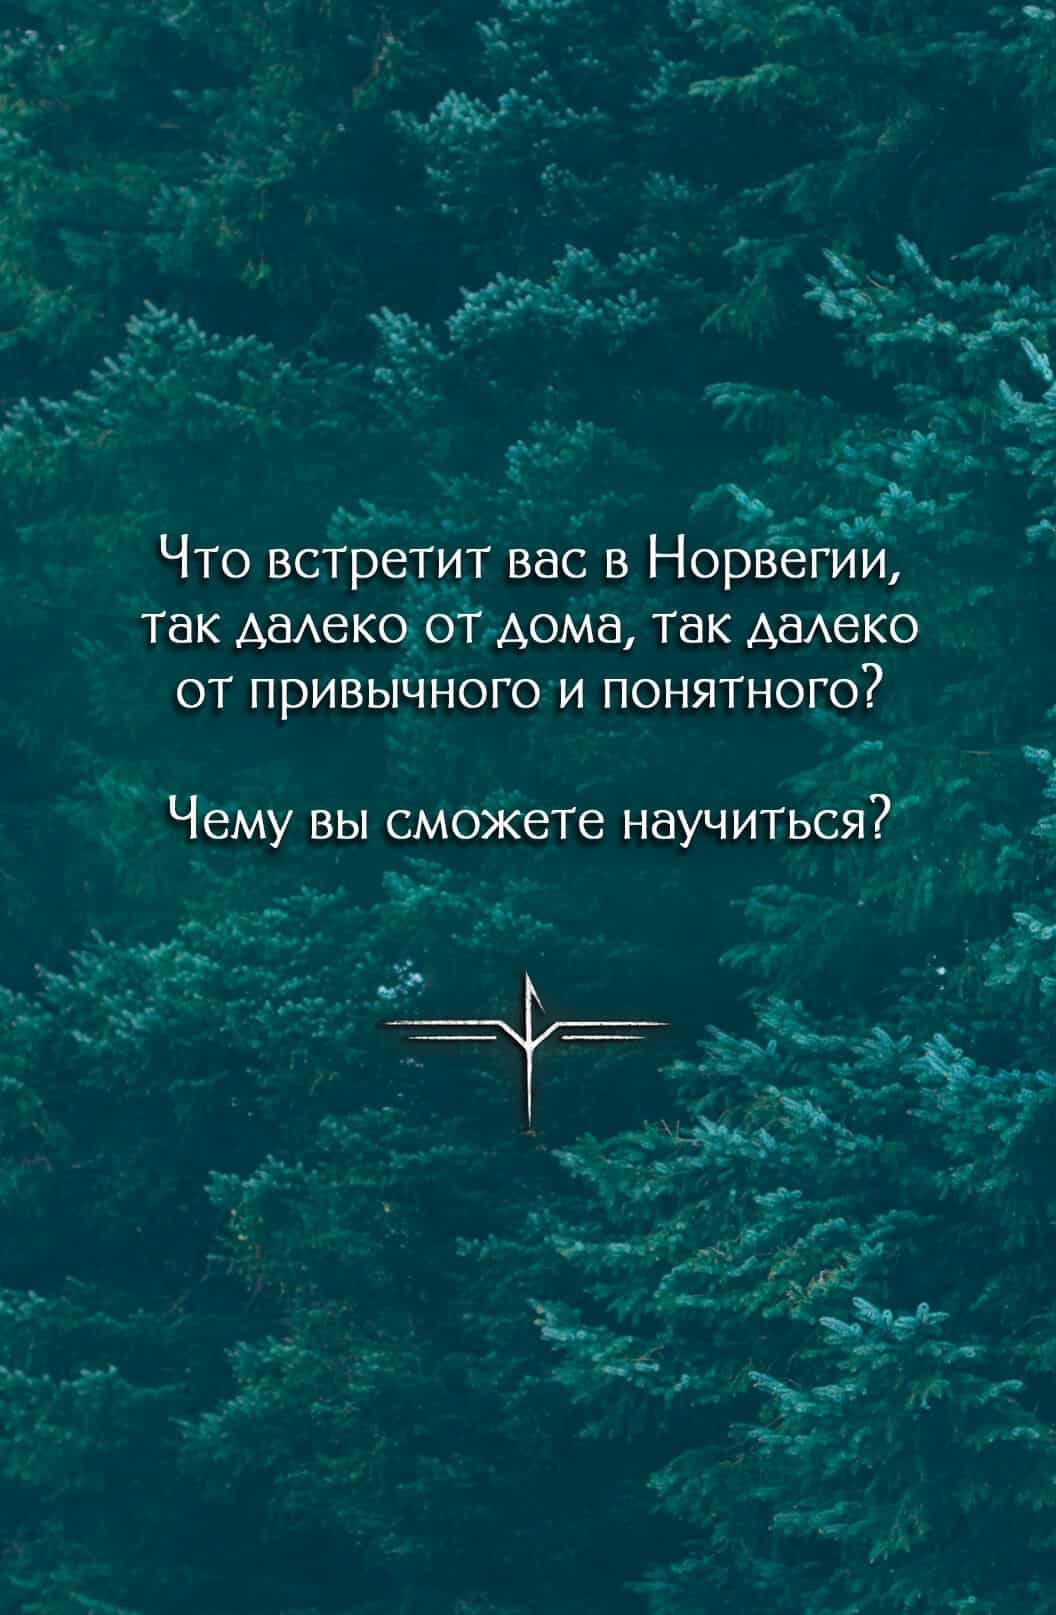 Что встретит вас в Норвегии,
так далеко от дома, так далеко
от привычного и понятного?
Чему вы сможете научиться?